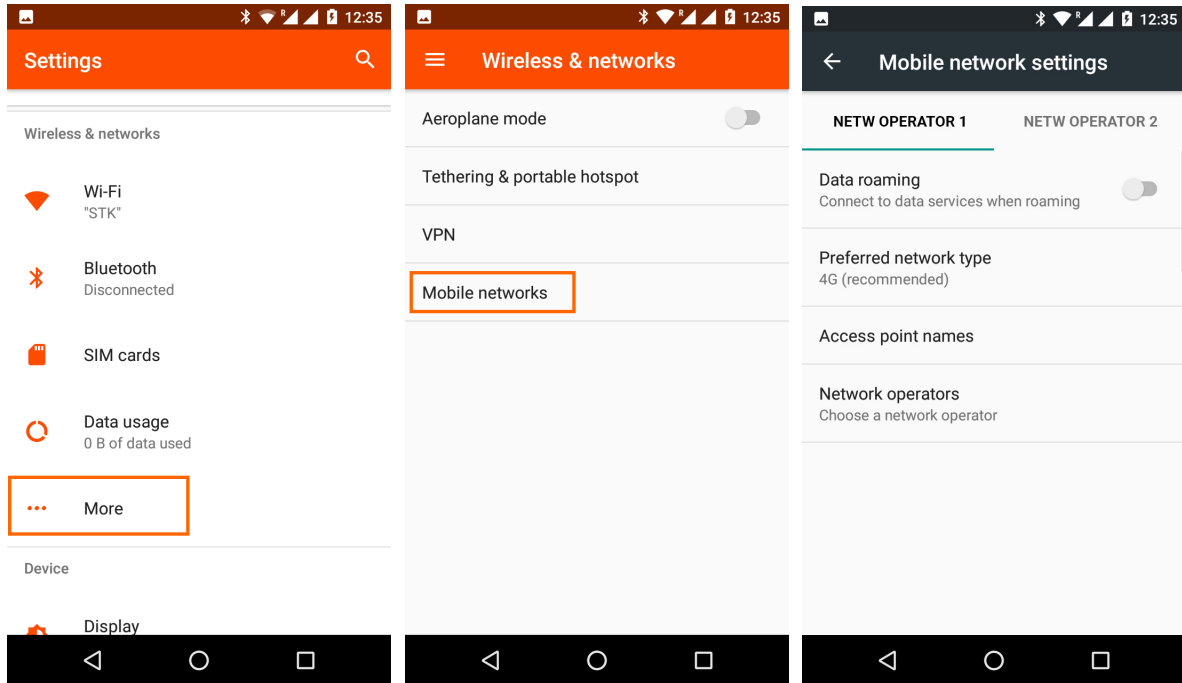 12:35
Settings
Wireless & networks
Wi-Fi
"STK"
Bluetooth
Disconnected
SIM cards
Data usage
0 B of data used
More
Device
Display
R
12:35
Wireless & networks
Aeroplane mode
Tethering & portable hotspot
VPN
Mobile networks
R
12:35
Mobile network settings
NETW OPERATOR 1 NETW OPERATOR 2
Data roaming
Connect to data services when roaming
Preferred network type
4G (recommended)
Access point names
Network operators
Choose a network operator